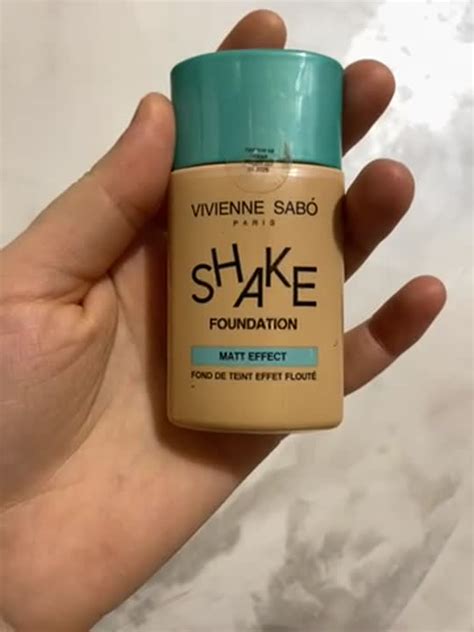 VIVIENNE SABÓ
PARIS
SHAKE
FOUNDATION
MATT EFFECT
FOND DE TEINT EFFET FLOUTÉ